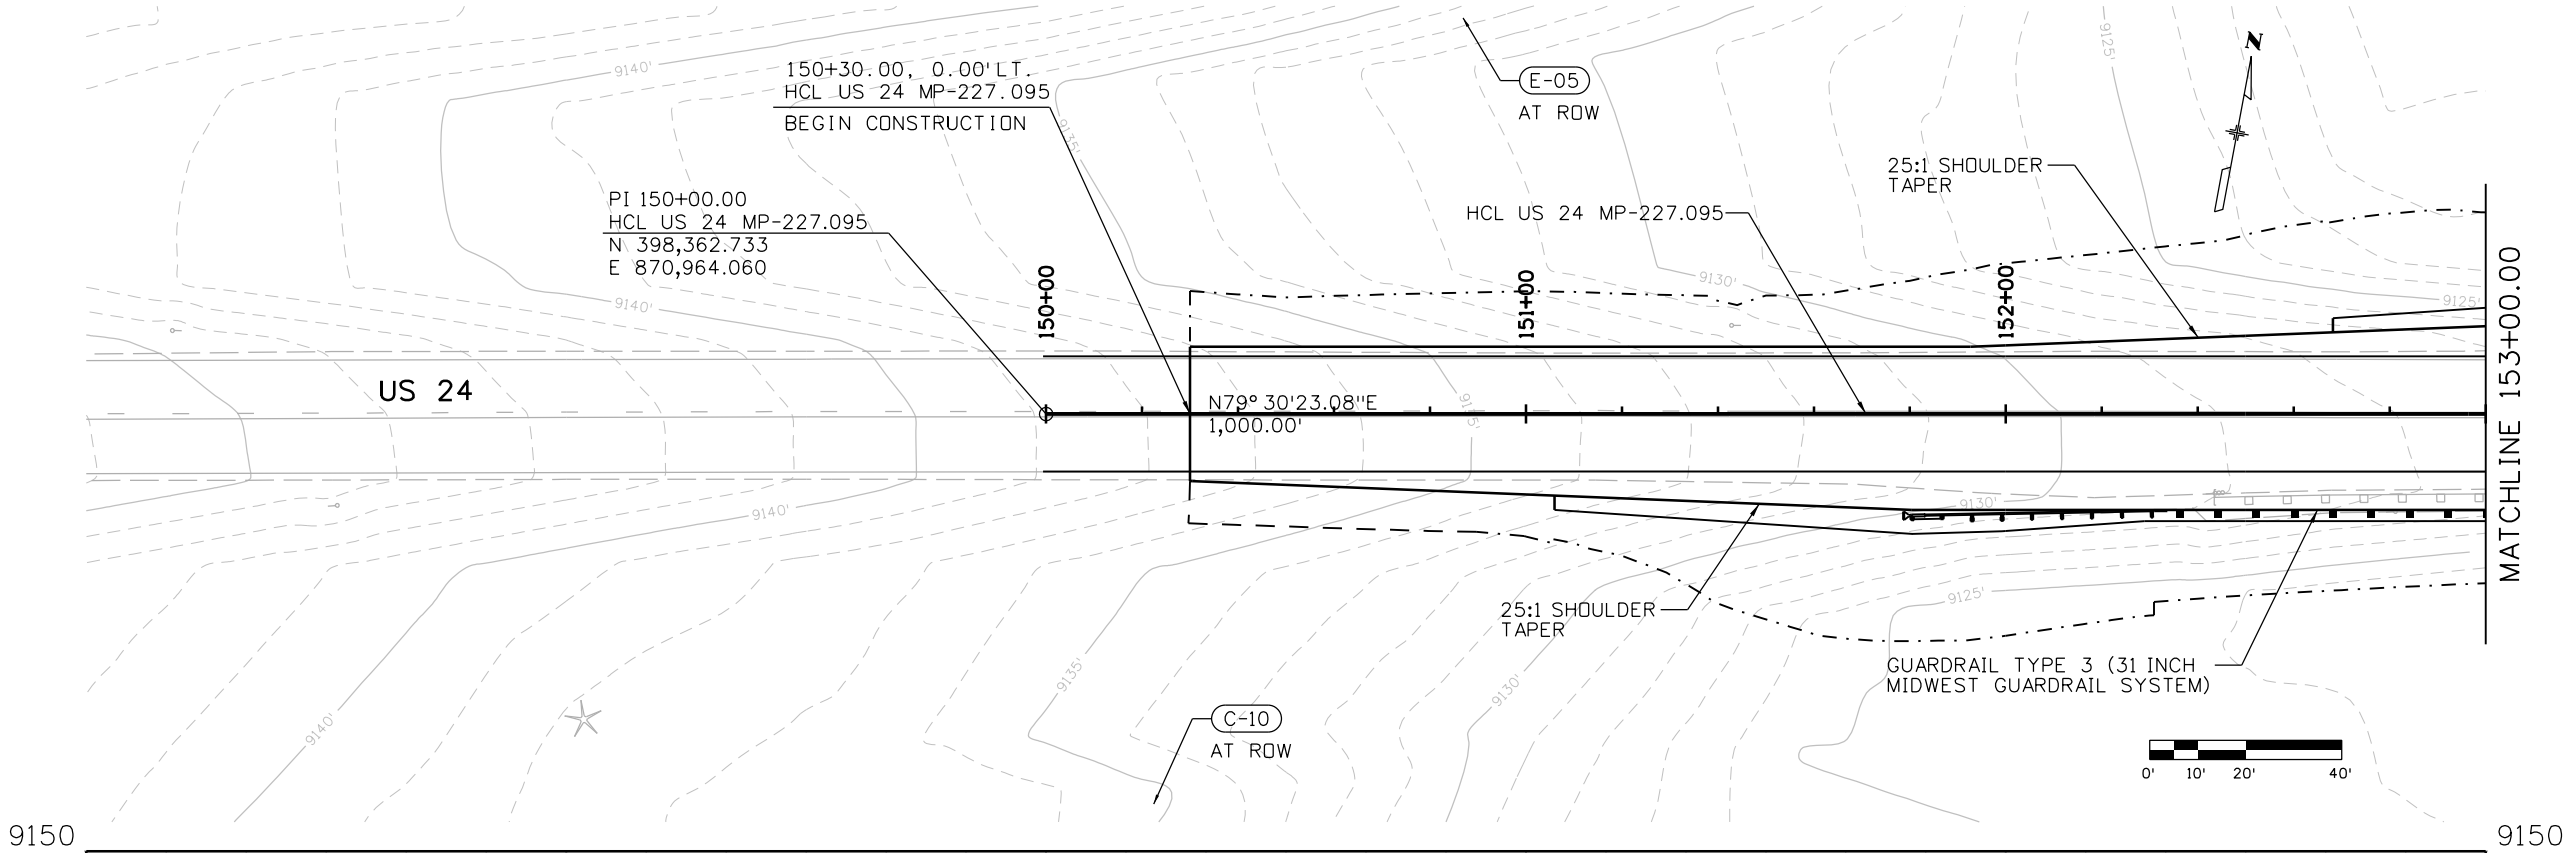 9140'
150+30.00, 0.00'LT.
HCL US 24 MP-227.095
BEGIN CONSTRUCTION
9135'
E-05
AT ROW
9125'
N
25:1 SHOULDER
TAPER
PI 150+00.00
HCL US 24 MP-227.095
N 398,362.733
E 870,964.060
HCL US 24 MP-227.095
9140'
9130'
9125'
150+00
151+00
152+00
MATCHLINE 153+00.00
US 24
N79° 30'23.08"E
1,000.00'
9135'
9140'
9130'
9125'
25:1 SHOULDER
TAPER
GUARDRAIL TYPE 3 (31 INCH
MIDWEST GUARDRAIL SYSTEM)
9140'
9135'
9130'
C-10
AT ROW
0' 10' 20' 40'
9150
9150